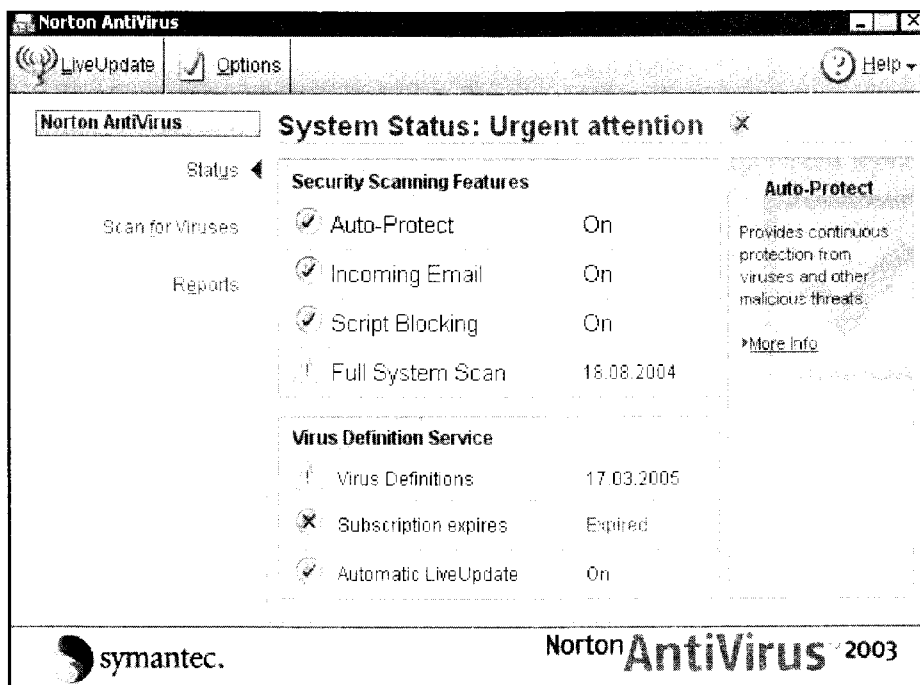 Norton AntiVirus
LiveUpdate
Options
Help
Norton AntiVirus
Status
Scan for Viruses
Reports
System Status: Urgent attention
Security Scanning Features
Auto-Protect On
Incoming Email On
Script Blocking On
Full System Scan 18.08.2004
Virus Definition Service
Virus Definitions 17.03.2005
Subscription expires Expired
Automatic LiveUpdate On
Auto-Protect
Provides continuous
protection from
viruses and other
malicious threats.
More Info
symantec.
Norton AntiVirus 2003